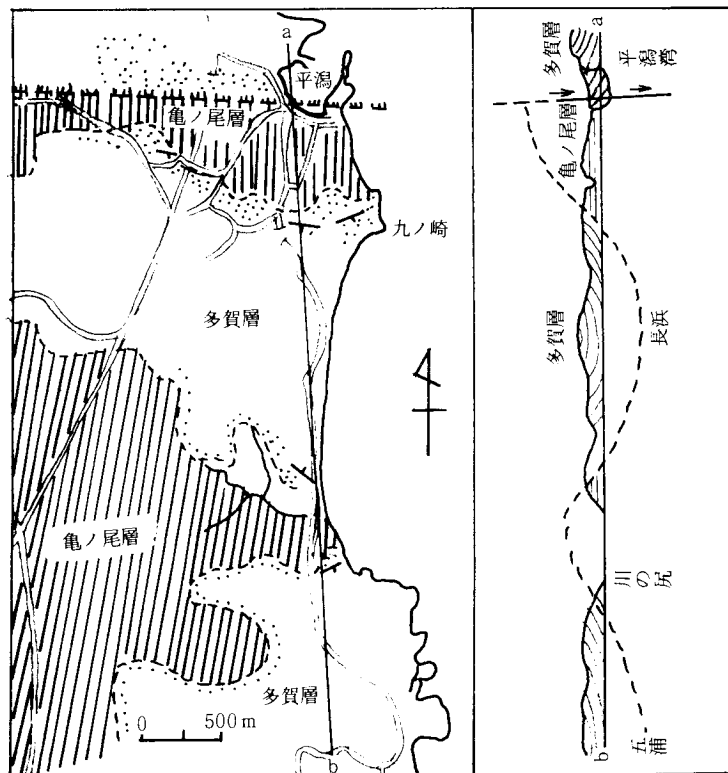 a
平潟
亀ノ尾層
九ノ崎
多賀層
亀ノ尾層
多賀層
0 500m
b
a
多賀層
平潟湾
亀ノ尾層
多賀層
長浜
川の尻
五浦
b